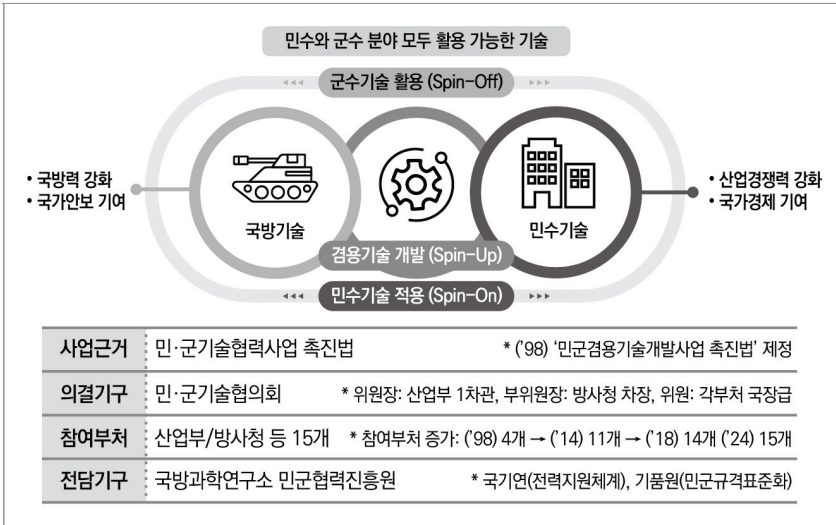 민수와 군수 분야 모두 활용 가능한 기술
◂◂◂ 군수기술 활용 (Spin-Off) ▸▸▸
• 국방력 강화
• 국가안보 기여
국방기술
민수기술
• 산업경쟁력 강화
• 국가경제 기여
겸용기술 개발 (Spin-Up)
◂◂◂ 민수기술 적용 (Spin-On) ▸▸▸
사업근거 민·군기술협력사업 촉진법 * ('98) '민군겸용기술개발사업 촉진법' 제정
의결기구 민·군기술협의회 * 위원장: 산업부 1차관, 부위원장: 방사청 차장, 위원: 각부처 국장급
참여부처 산업부/방사청 등 15개 * 참여부처 증가: ('98) 4개 → ('14) 11개 → ('18) 14개 ('24) 15개
전담기구 국방과학연구소 민군협력진흥원 * 국기연(전력지원체계), 기품원(민군규격표준화)